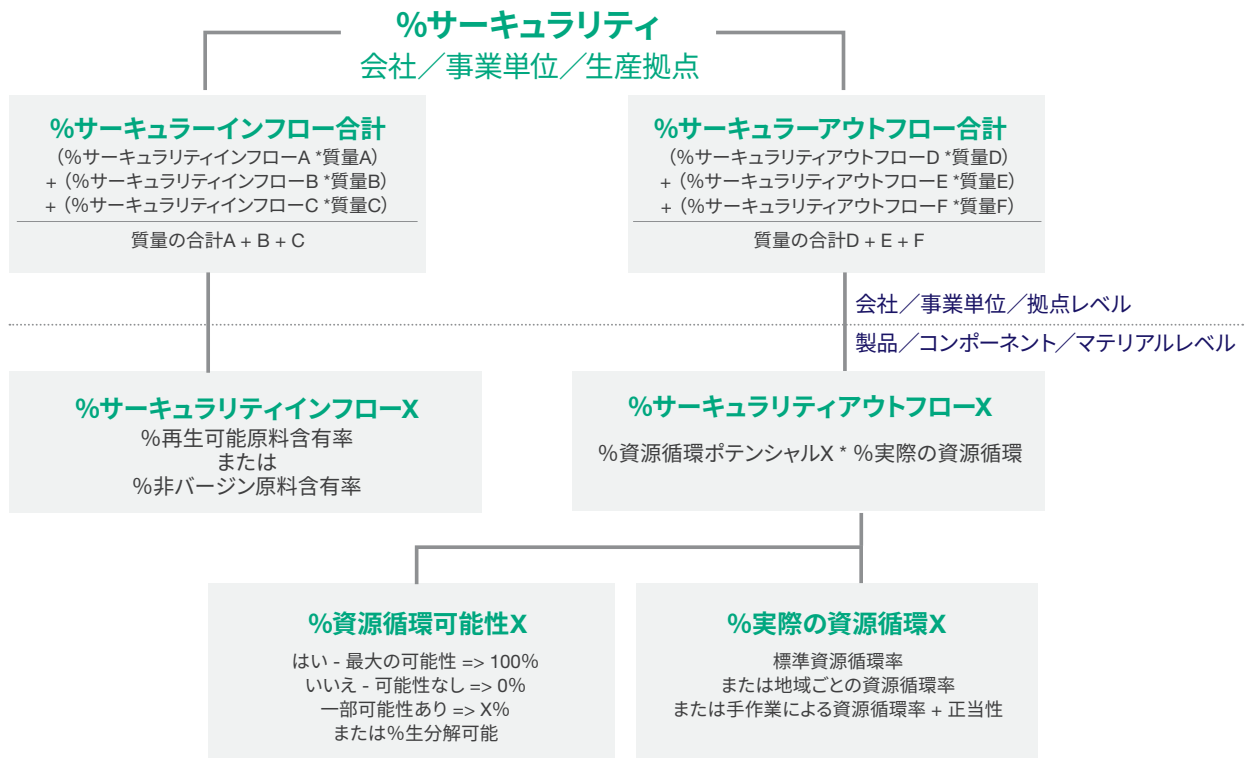 %サーキュラリティ
会社／事業単位／生産拠点
%サーキュラーインフロー合計
（%サーキュラリティインフローA *質量A）
+（%サーキュラリティインフローB *質量B）
+（%サーキュラリティインフローC *質量C）
質量の合計A + B + C
%サーキュラーアウトフロー合計
（%サーキュラリティアウトフローD *質量D）
+（%サーキュラリティアウトフローE *質量E）
+（%サーキュラリティアウトフローF *質量F）
質量の合計D + E + F
会社／事業単位／拠点レベル
製品／コンポーネント／マテリアルレベル
%サーキュラリティインフローX
%再生可能原料含有率
または
%非バージン原料含有率
%サーキュラリティアウトフローX
%資源循環ポテンシャルX * %実際の資源循環
%資源循環可能性X
はい - 最大の可能性 => 100%
いいえ - 可能性なし => 0%
一部可能性あり => X%
または%生分解可能
%実際の資源循環X
標準資源循環率
または地域ごとの資源循環率
または手作業による資源循環率 + 正当性